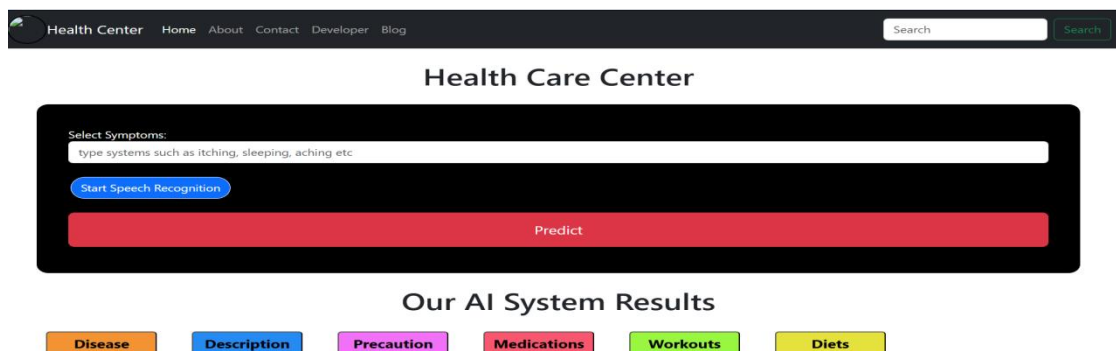 Health Center Home About Contact Developer Blog Search Search
Health Care Center
Select Symptoms:
type systems such as itching, sleeping, aching etc
Start Speech Recognition
Predict
Our AI System Results
Disease Description Precaution Medications Workouts Diets